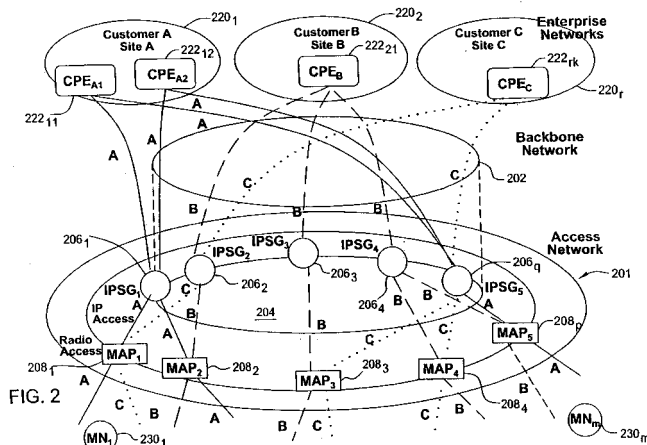 220₁
220₂
Enterprise Networks
Customer A Site A
222₁₂
CPE_A1
CPE_A2
222₁₁
Customer B Site B
222₂₁
CPE_B
Customer C Site C
222_rk
CPE_C
220_r
A
A
A
A
A
Backbone Network
C
C
202
B
B
B
Access Network
201
206₁
IPSG₁
IPSG₂
206₂
IPSG₃
206₃
IPSG₄
206₄
206_q
IPSG₅
A
C
B
B
B
A
IP Access
204
B
C
C
Radio Access
A
208₁
MAP₁
MAP₂
208₂
MAP₃
208₃
MAP₄
208₄
MAP₅
208_p
A
C
B
A
B
C
C
B
B
A
FIG. 2
MN₁
230₁
MN_m
230_m